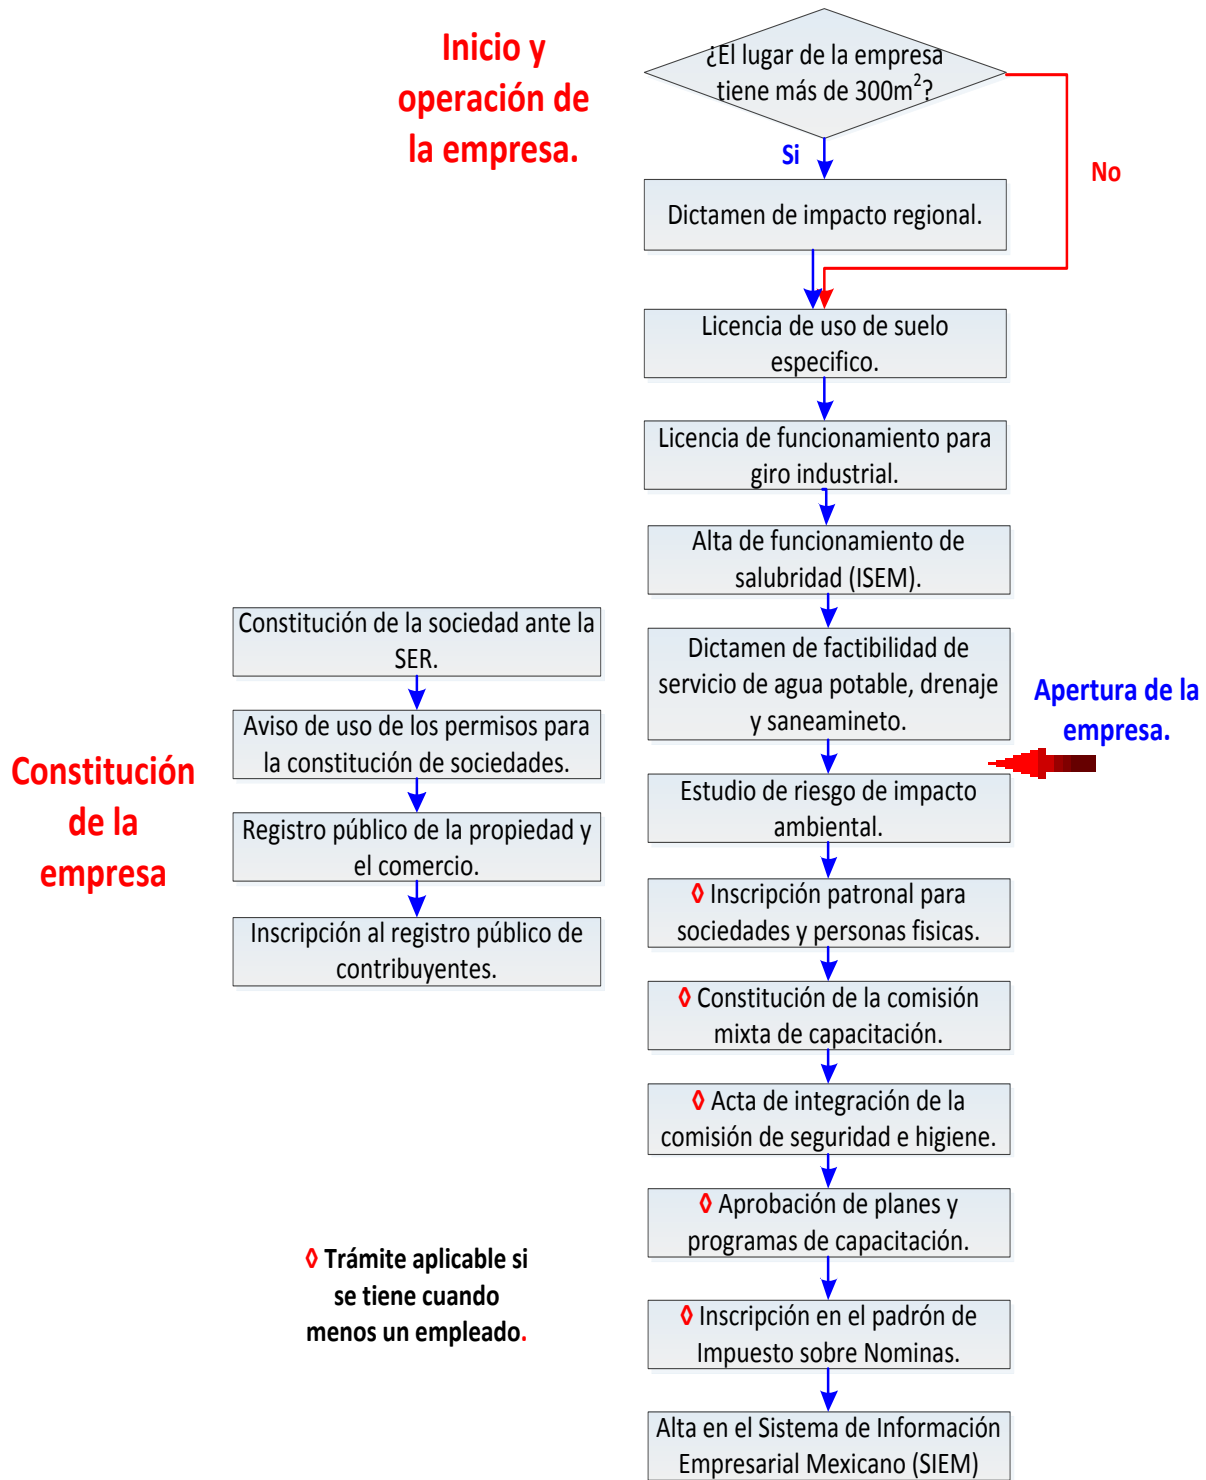 Inicio y
operación de
la empresa.
¿El lugar de la empresa
tiene más de 300m²?
Si
No
Dictamen de impacto regional.
Licencia de uso de suelo
especifico.
Licencia de funcionamiento para
giro industrial.
Alta de funcionamiento de
salubridad (ISEM).
Dictamen de factibilidad de
servicio de agua potable, drenaje
y saneamineto.
Apertura de la
empresa.
Estudio de riesgo de impacto
ambiental.
◊ Inscripción patronal para
sociedades y personas fisicas.
◊ Constitución de la comisión
mixta de capacitación.
◊ Acta de integración de la
comisión de seguridad e higiene.
◊ Aprobación de planes y
programas de capacitación.
◊ Inscripción en el padrón de
Impuesto sobre Nominas.
Alta en el Sistema de Información
Empresarial Mexicano (SIEM)
Constitución
de la
empresa
Constitución de la sociedad ante la
SER.
Aviso de uso de los permisos para
la constitución de sociedades.
Registro público de la propiedad y
el comercio.
Inscripción al registro público de
contribuyentes.
◊ Trámite aplicable si
se tiene cuando
menos un empleado.